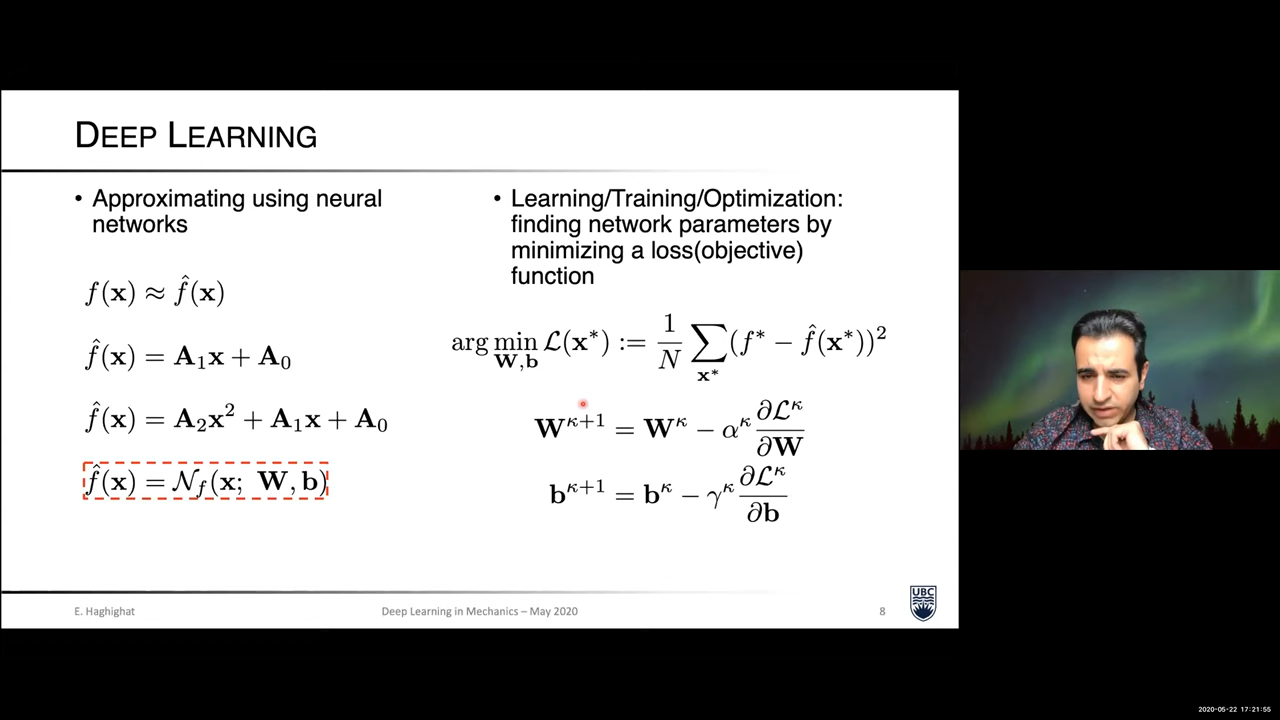 DEEP LEARNING
• Approximating using neural
networks
f(x) ≈ f̂(x)
f̂(x) = A₁x + A₀
f̂(x) = A₂x² + A₁x + A₀
f̂(x) = 𝒩_f(x; W, b)
• Learning/Training/Optimization:
finding network parameters by
minimizing a loss(objective)
function
arg min_{W,b} ℒ(x*) := 1/N ∑_{x*} (f* − f̂(x*))²
W^{κ+1} = W^κ − α^κ ∂ℒ^κ/∂W
b^{κ+1} = b^κ − γ^κ ∂ℒ^κ/∂b
E. Haghighat
Deep Learning in Mechanics – May 2020
8
UBC
2020-05-22 17:21:55